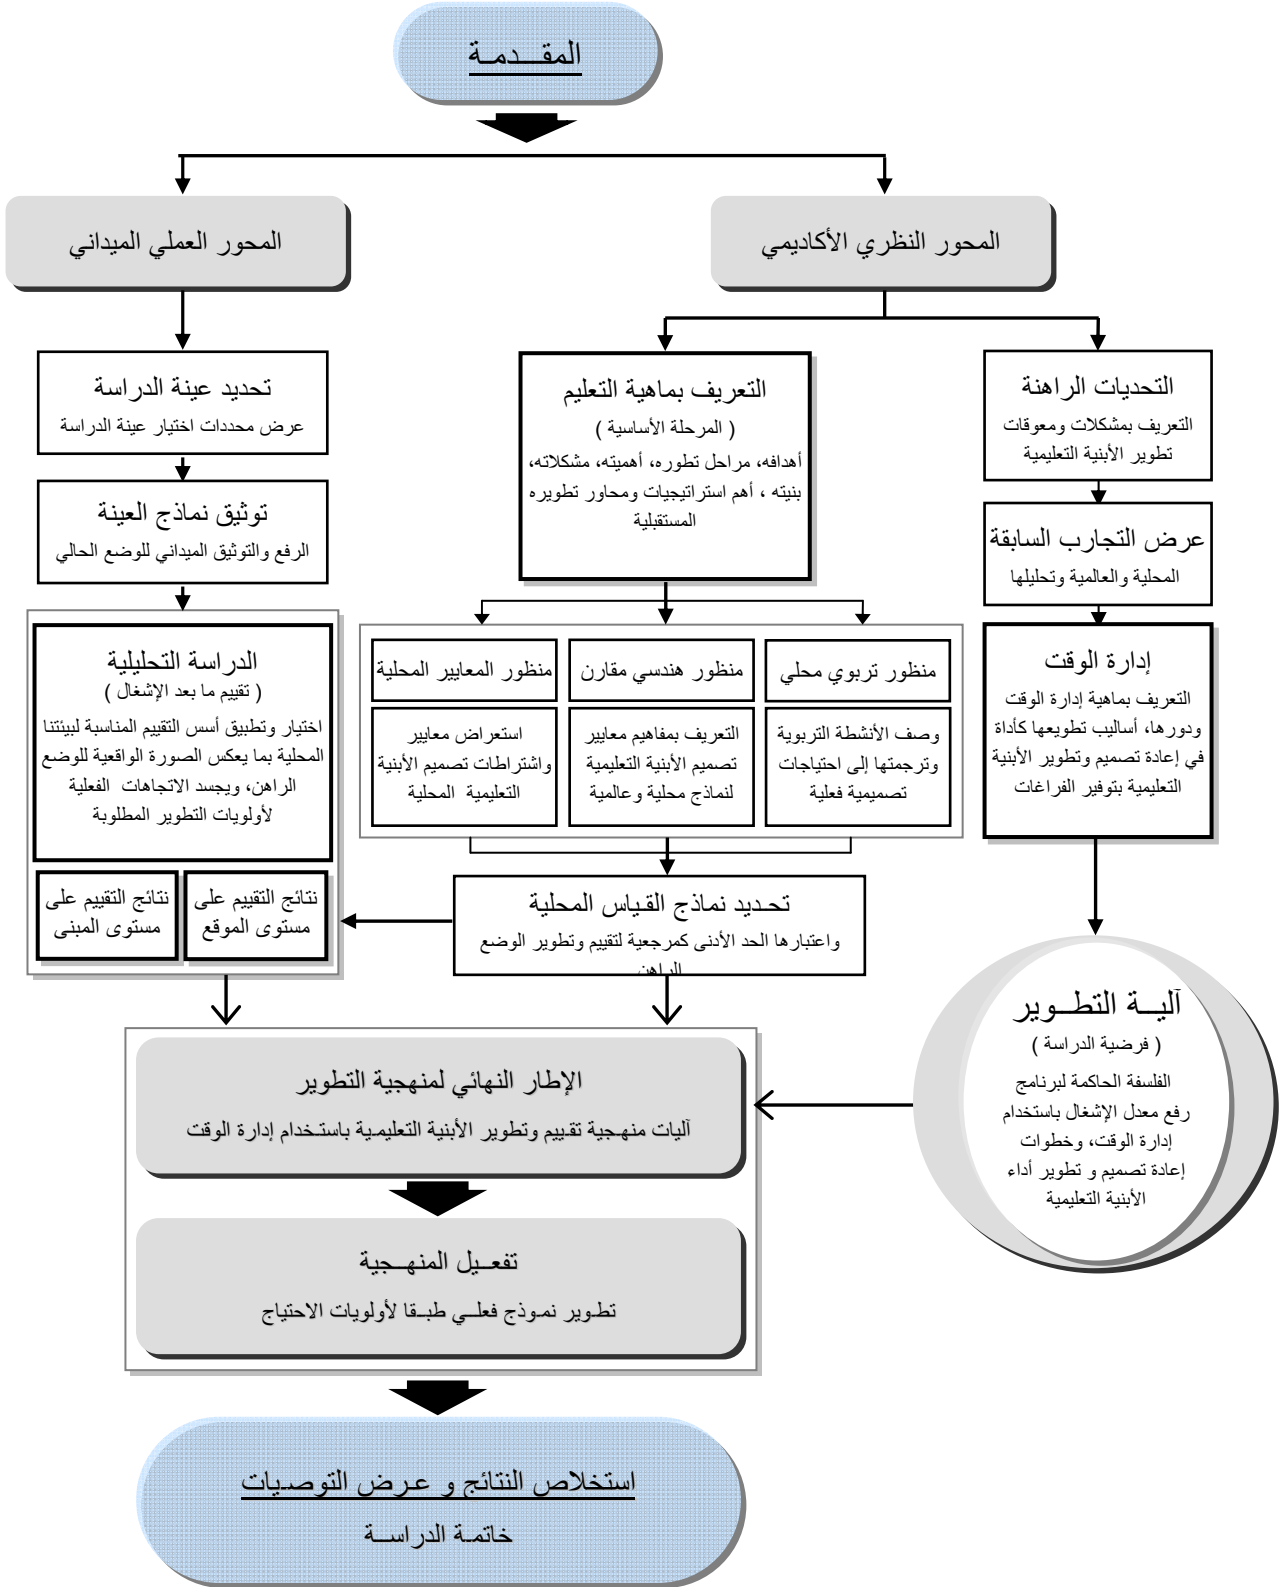 المقدمة
المحور النظري الأكاديمي
المحور العملي الميداني
التحديات الراهنة
التعريف بمشكلات ومعوقات
تطوير الأبنية التعليمية
عرض التجارب السابقة
المحلية والعالمية وتحليلها
إدارة الوقت
التعريف بماهية إدارة الوقت
ودورها، أساليب تطويعها كأداة
في إعادة تصميم وتطوير الأبنية
التعليمية بتوفير الفراغات
آلية التطوير
( فرضية الدراسة )
الفلسفة الحاكمة لبرنامج
رفع معدل الإشغال باستخدام
إدارة الوقت، وخطوات
إعادة تصميم و تطوير أداء
الأبنية التعليمية
التعريف بماهية التعليم
( المرحلة الأساسية )
أهدافه، مراحل تطوره، أهميته، مشكلاته،
بنيته ، أهم استراتيجيات ومحاور تطويره
المستقبلية
منظور تربوي محلي
وصف الأنشطة التربوية
وترجمتها إلى احتياجات
تصميمية فعلية
منظور هندسي مقارن
التعريف بمفاهيم معايير
تصميم الأبنية التعليمية
لنماذج محلية وعالمية
منظور المعايير المحلية
استعراض معايير
واشتراطات تصميم الأبنية
التعليمية المحلية
تحديد نماذج القياس المحلية
واعتبارها الحد الأدنى كمرجعية لتقييم وتطوير الوضع
الراهن
تحديد عينة الدراسة
عرض محددات اختيار عينة الدراسة
توثيق نماذج العينة
الرفع والتوثيق الميداني للوضع الحالي
الدراسة التحليلية
( تقييم ما بعد الإشغال )
اختيار وتطبيق أسس التقييم المناسبة لبيئتنا
المحلية بما يعكس الصورة الواقعية للوضع
الراهن، ويجسد الاتجاهات الفعلية
لأولويات التطوير المطلوبة
نتائج التقييم على
مستوى الموقع
نتائج التقييم على
مستوى المبنى
الإطار النهائي لمنهجية التطوير
آليات منهجية تقييم وتطوير الأبنية التعليمية باستخدام إدارة الوقت
تفعيل المنهجية
تطوير نموذج فعلي طبقا لأولويات الاحتياج
استخلاص النتائج و عرض التوصيات
خاتمة الدراسة